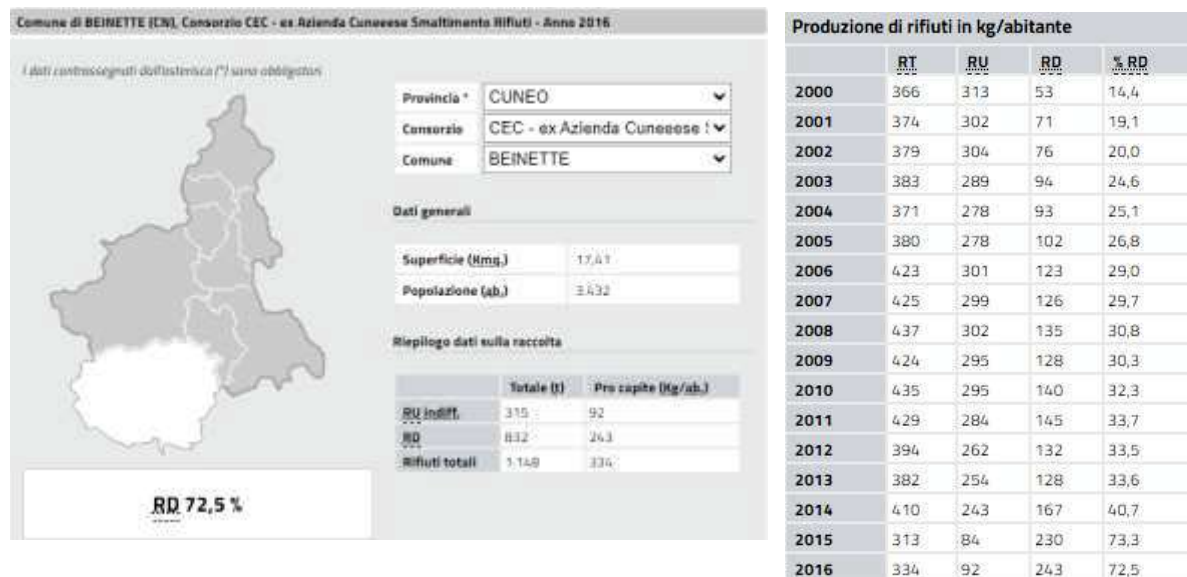 Comune di BEINETTE (CN), Consorzio CEC - ex Azienda Cuneeese Smaltimento Rifiuti - Anno 2016
I dati contrassegnati dall'asterisco (*) sono obbligatori
Provincia * CUNEO
Consorzio CEC - ex Azienda Cuneeese S
Comune BEINETTE
Dati generali
Superficie (Kmq.) 17,41
Popolazione (ab.) 3.432
Riepilogo dati sulla raccolta
Totale (t) Pro capite (Kg/ab.)
RU indiff. 315 92
RD 832 243
Rifiuti totali 1.148 334
RD 72,5 %
Produzione di rifiuti in kg/abitante
RT RU RD % RD
2000 366 313 53 14,4
2001 374 302 71 19,1
2002 379 304 76 20,0
2003 383 289 94 24,6
2004 371 278 93 25,1
2005 380 278 102 26,8
2006 423 301 123 29,0
2007 425 299 126 29,7
2008 437 302 135 30,8
2009 424 295 128 30,3
2010 435 295 140 32,3
2011 429 284 145 33,7
2012 394 262 132 33,5
2013 382 254 128 33,6
2014 410 243 167 40,7
2015 313 84 230 73,3
2016 334 92 243 72,5